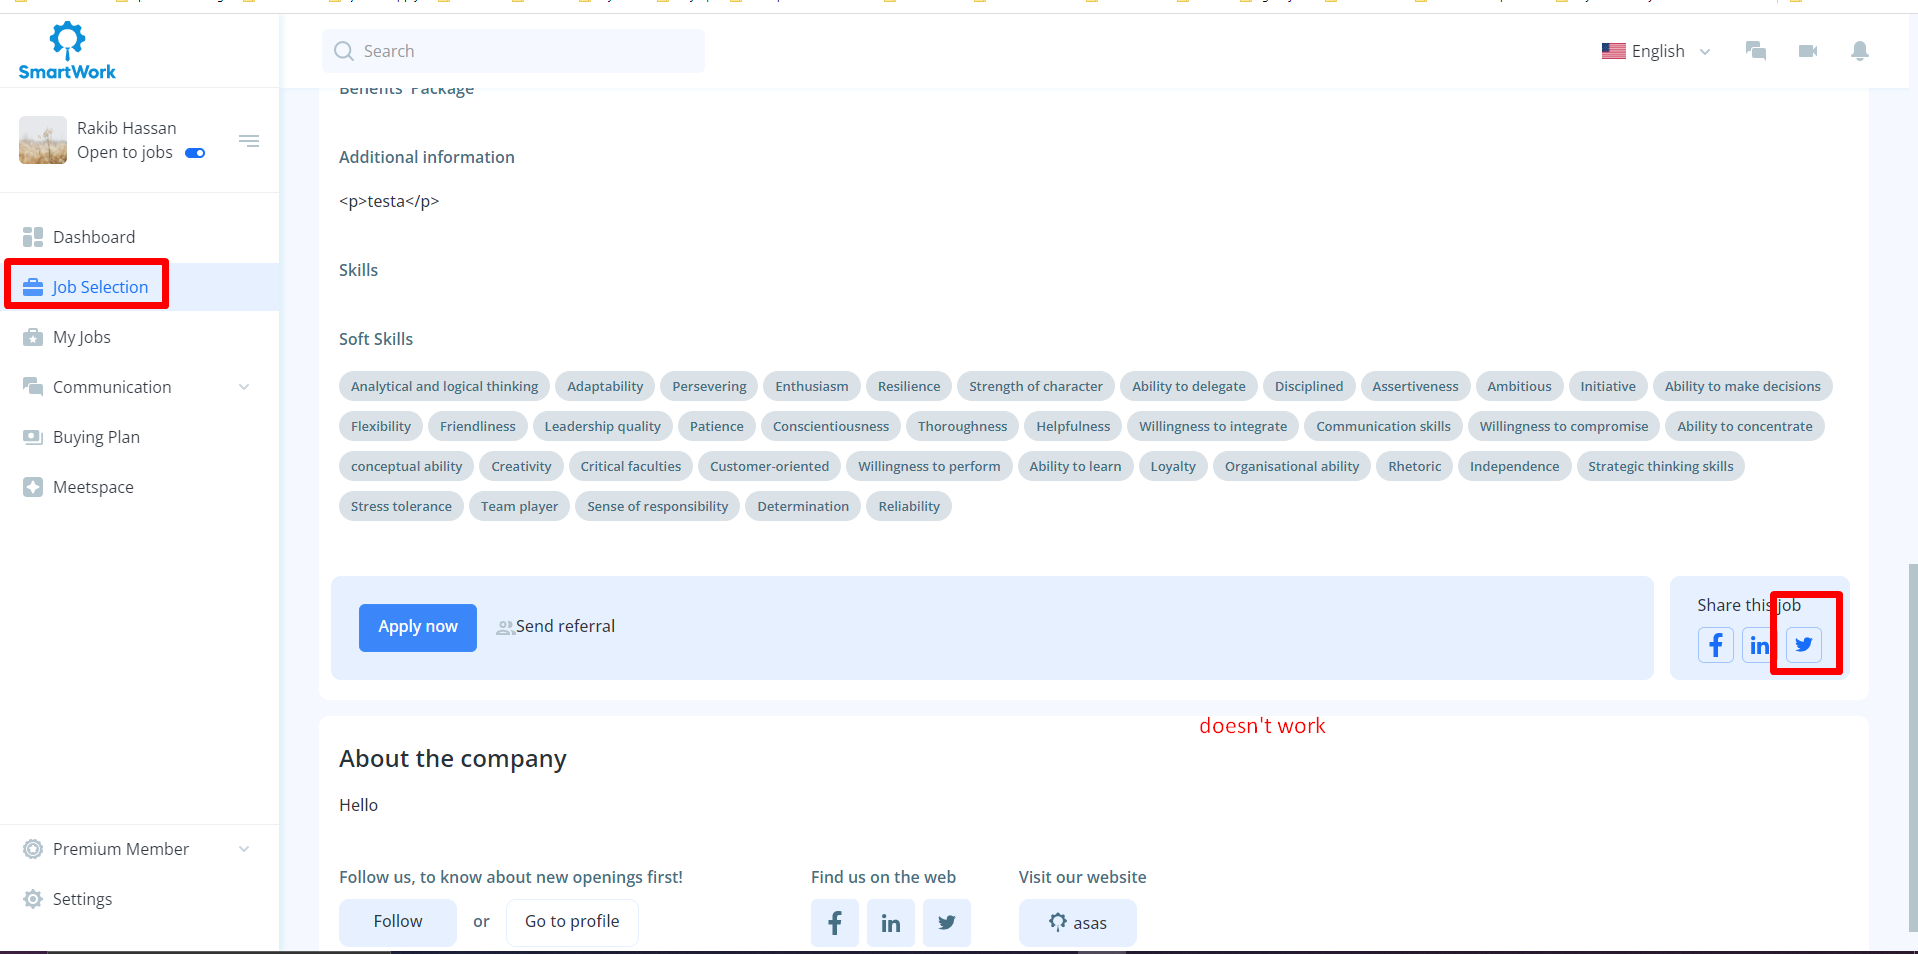 SmartWork
Search
English
Rakib Hassan
Open to jobs
Dashboard
Job Selection
My Jobs
Communication
Buying Plan
Meetspace
Premium Member
Settings
Benefits Package
Additional information
<p>testa</p>
Skills
Soft Skills
Analytical and logical thinking Adaptability Persevering Enthusiasm Resilience Strength of character Ability to delegate Disciplined Assertiveness Ambitious Initiative Ability to make decisions
Flexibility Friendliness Leadership quality Patience Conscientiousness Thoroughness Helpfulness Willingness to integrate Communication skills Willingness to compromise Ability to concentrate
conceptual ability Creativity Critical faculties Customer-oriented Willingness to perform Ability to learn Loyalty Organisational ability Rhetoric Independence Strategic thinking skills
Stress tolerance Team player Sense of responsibility Determination Reliability
Apply now Send referral
Share this job
doesn't work
About the company
Hello
Follow us, to know about new openings first! Find us on the web Visit our website
Follow or Go to profile asas